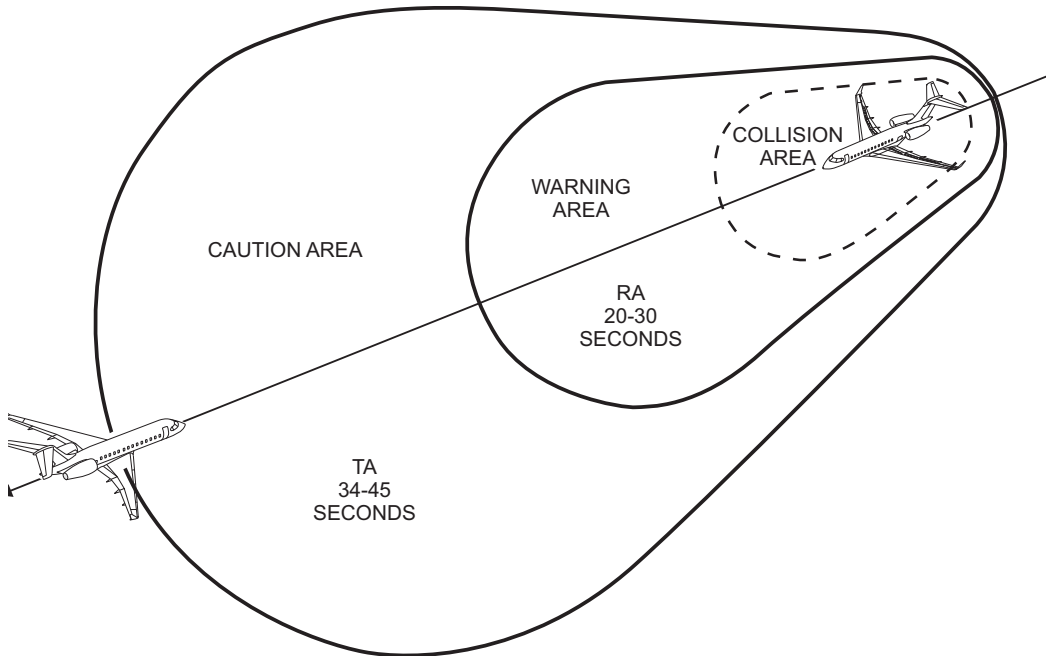 COLLISION
AREA
WARNING
AREA
CAUTION AREA
RA
20-30
SECONDS
TA
34-45
SECONDS